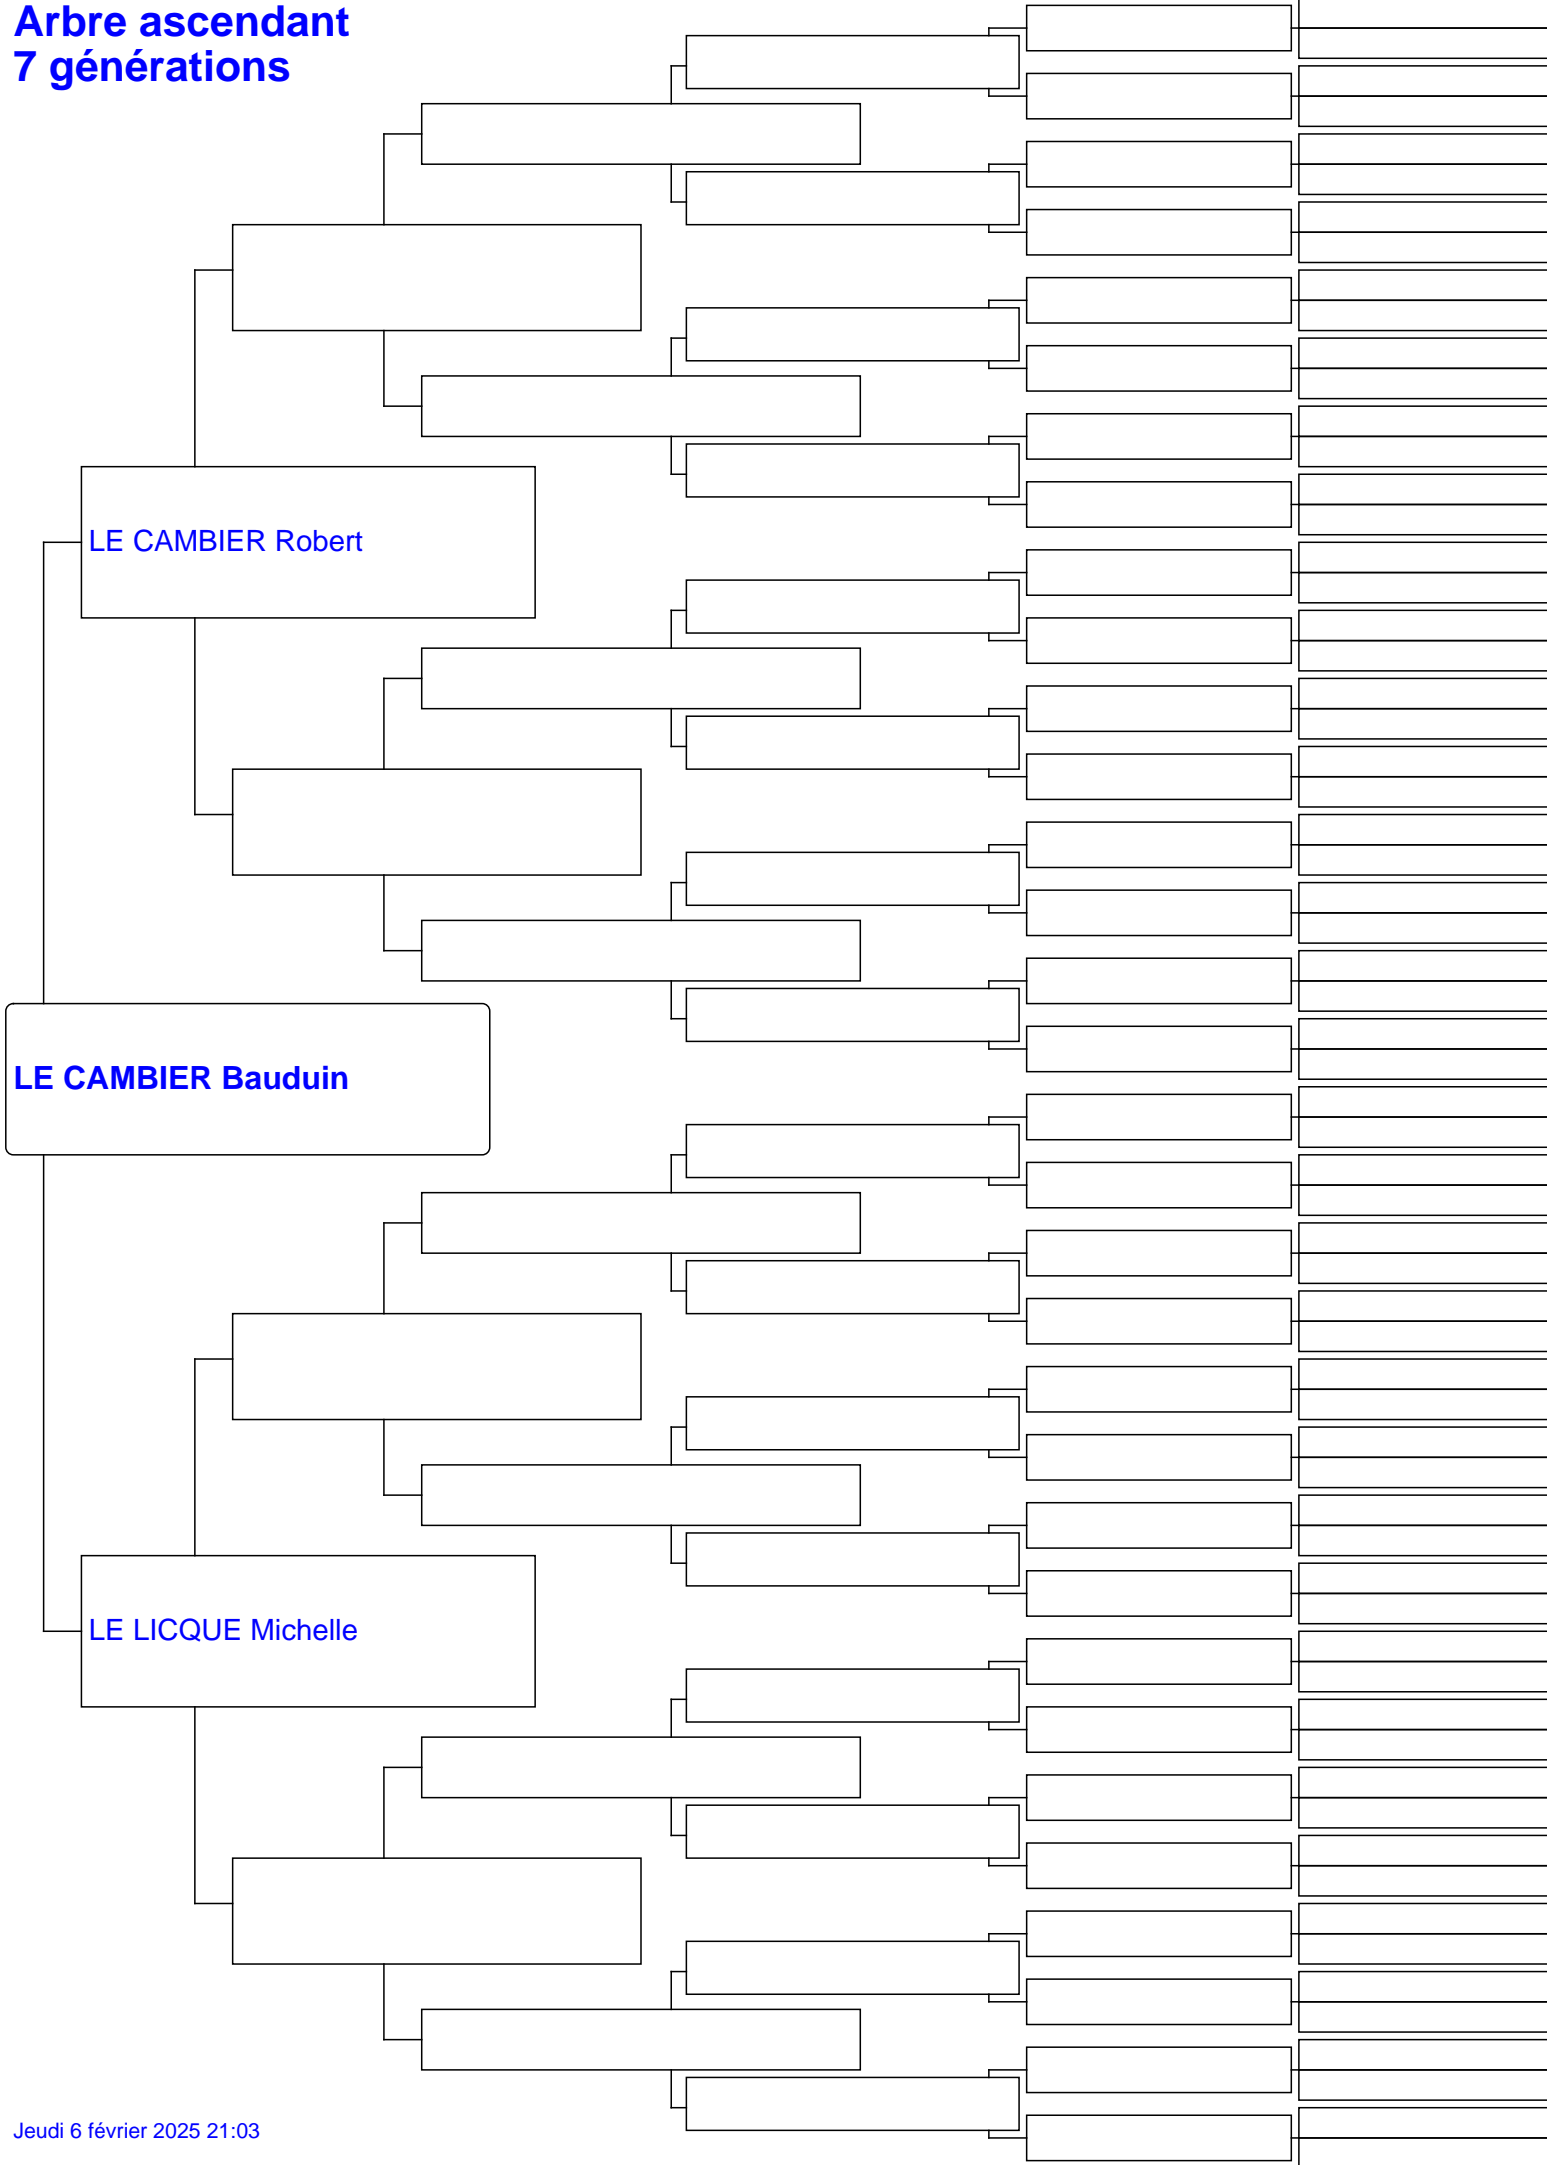 Arbre ascendant
7 générations
LE CAMBIER Robert
LE CAMBIER Bauduin
LE LICQUE Michelle
Jeudi 6 février 2025 21:03